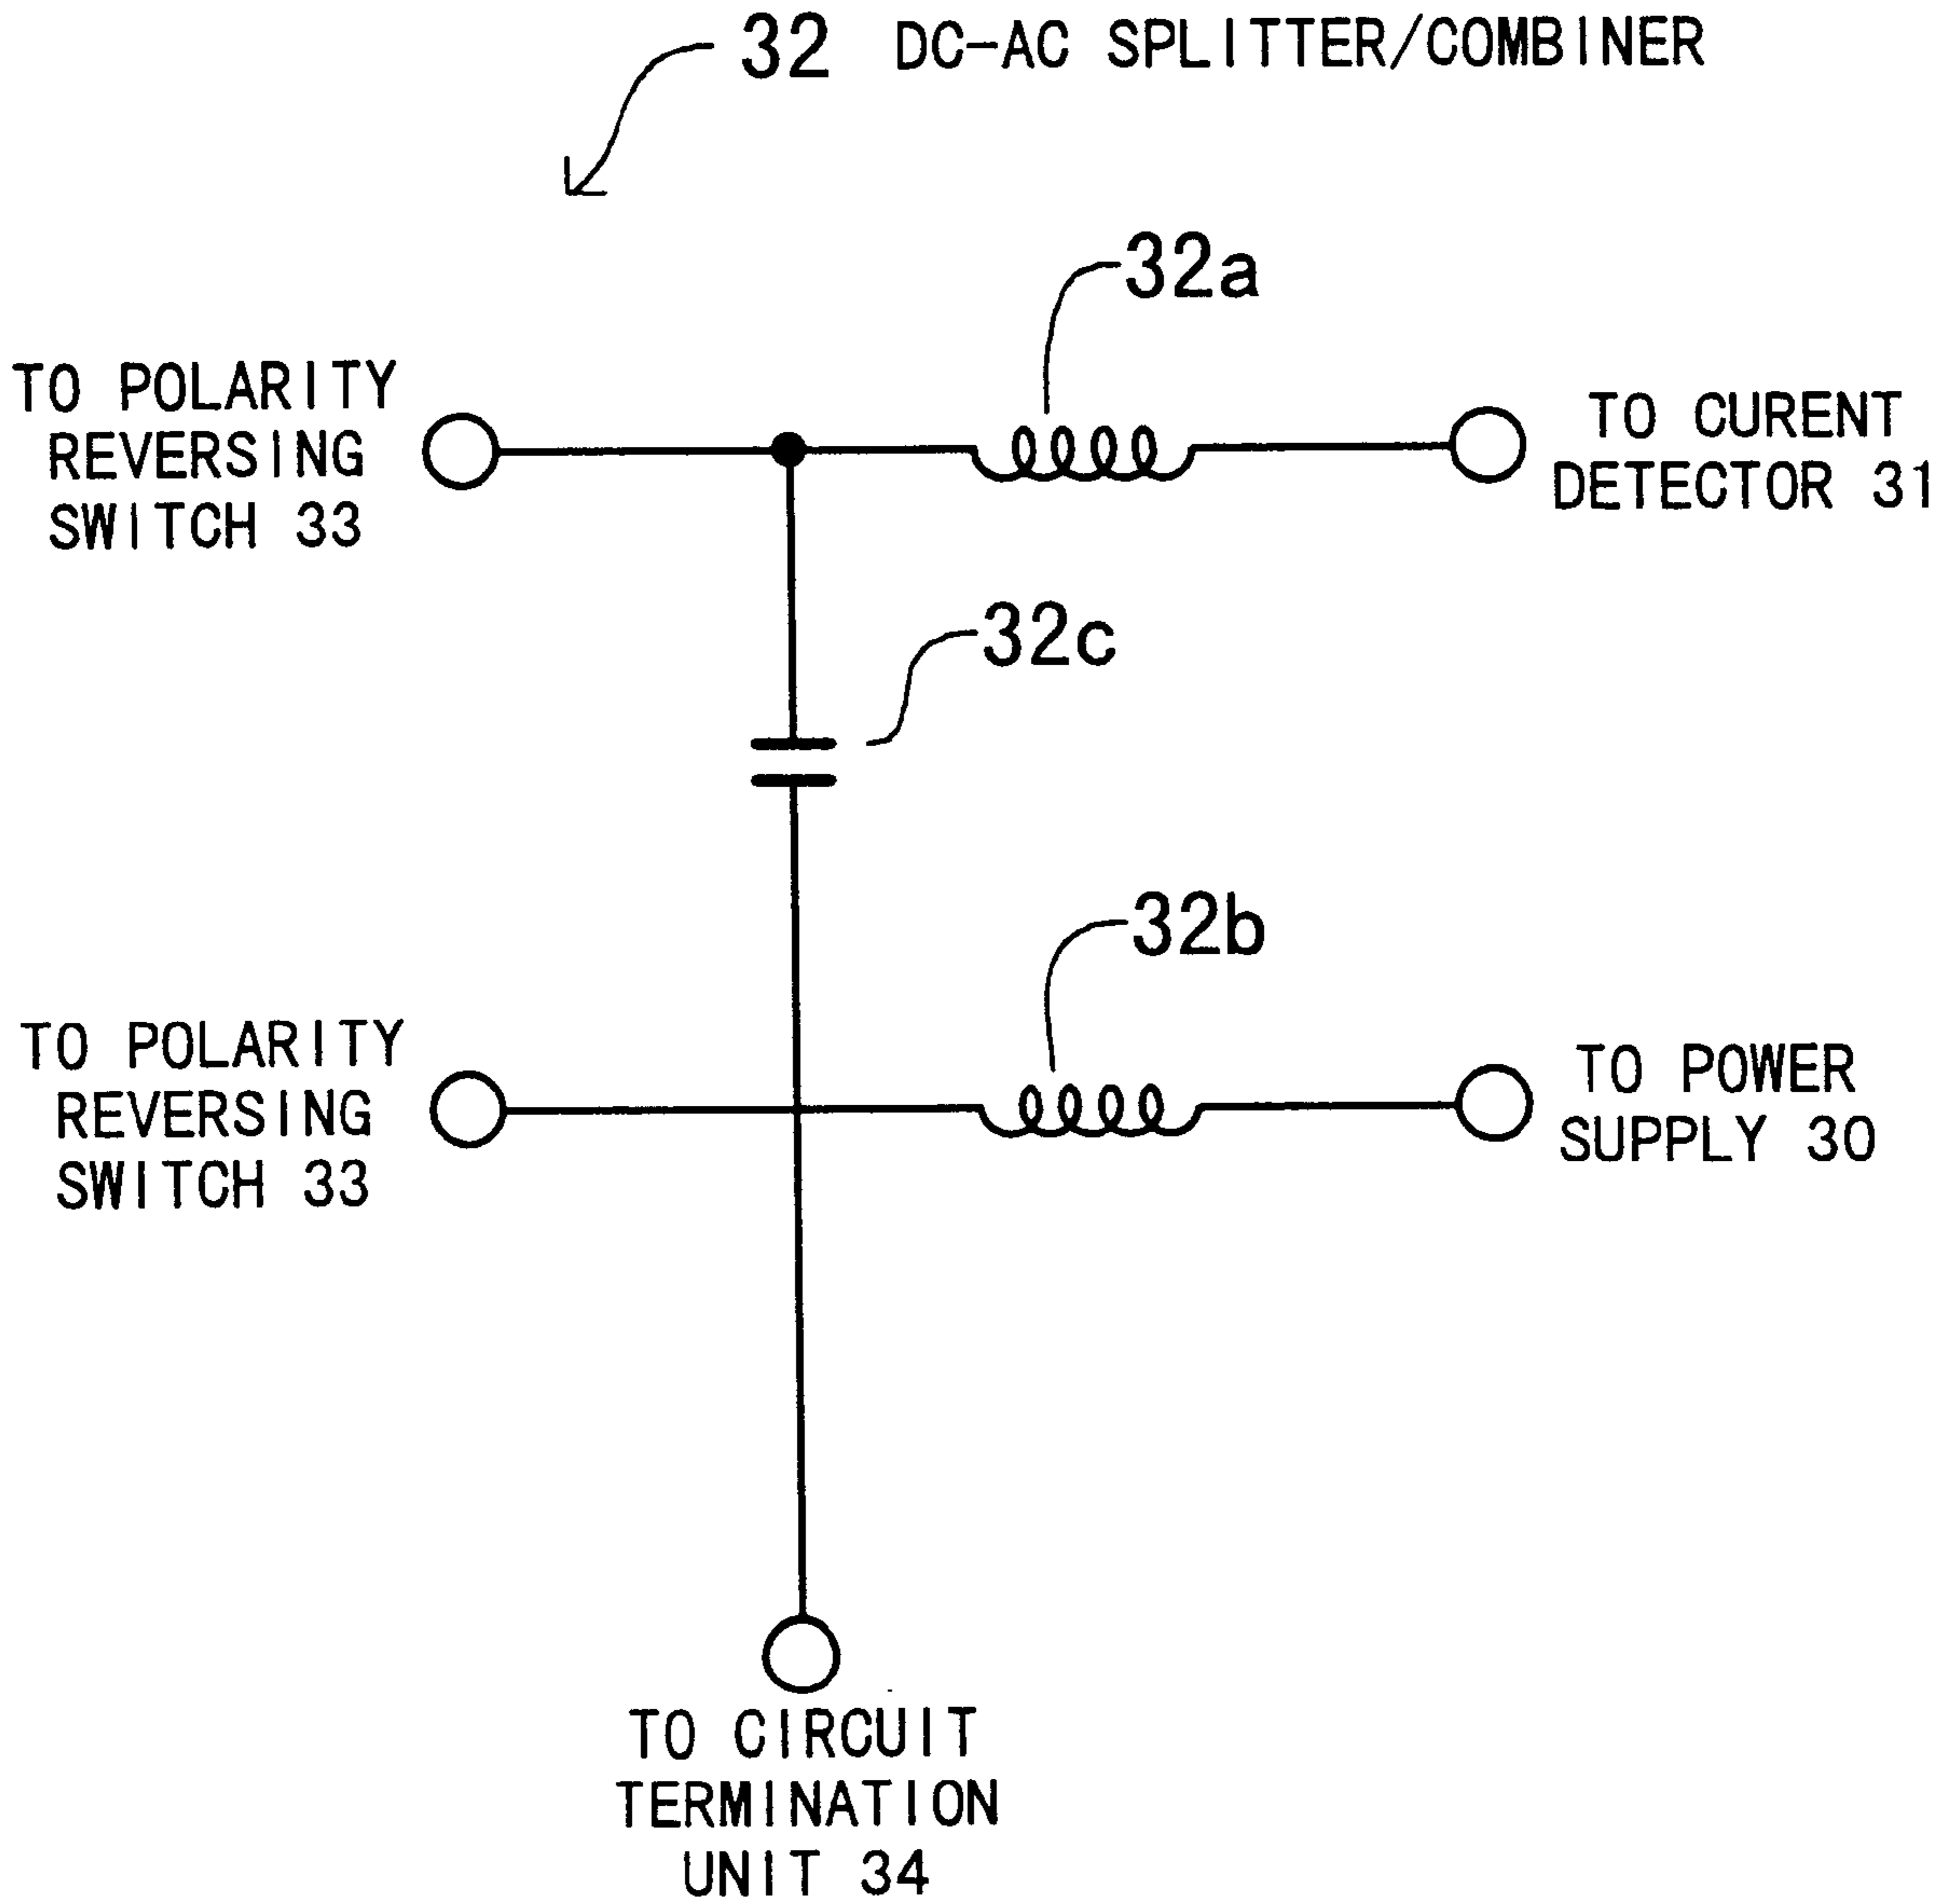 32 DC-AC SPLITTER/COMBINER
32a
TO POLARITY
REVERSING
SWITCH 33
TO CURENT
DETECTOR 31
32c
32b
TO POLARITY
REVERSING
SWITCH 33
TO POWER
SUPPLY 30
TO CIRCUIT
TERMINATION
UNIT 34